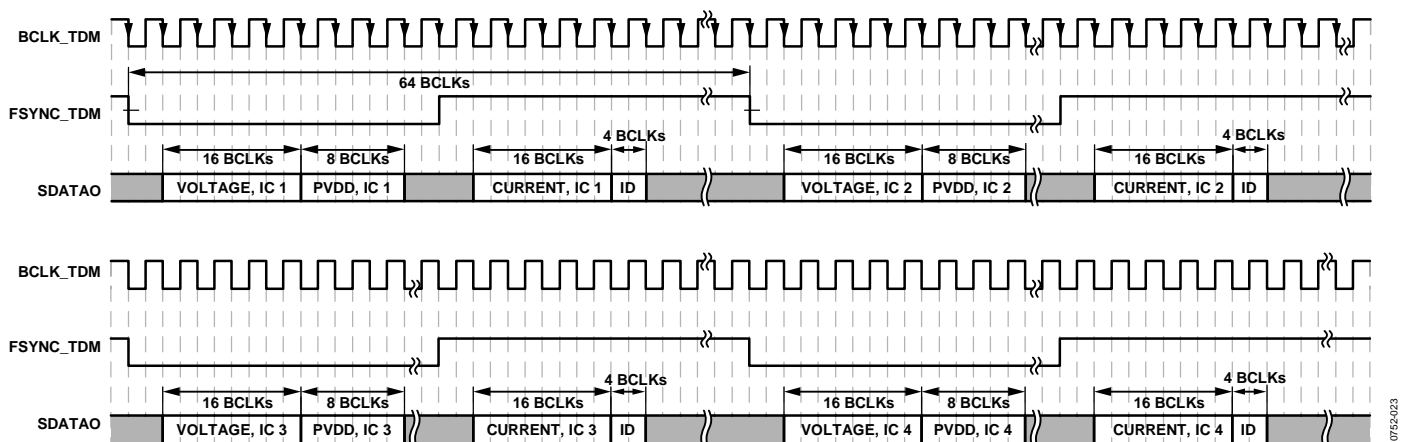 BCLK_TDM
64 BCLKs
FSYNC_TDM
4 BCLKs
16 BCLKs 8 BCLKs 16 BCLKs
4 BCLKs
16 BCLKs 8 BCLKs 16 BCLKs
SDATAO VOLTAGE, IC 1 PVDD, IC 1 CURRENT, IC 1 ID VOLTAGE, IC 2 PVDD, IC 2 CURRENT, IC 2 ID
BCLK_TDM
FSYNC_TDM
4 BCLKs
16 BCLKs 8 BCLKs 16 BCLKs
4 BCLKs
16 BCLKs 8 BCLKs 16 BCLKs
SDATAO VOLTAGE, IC 3 PVDD, IC 3 CURRENT, IC 3 ID VOLTAGE, IC 4 PVDD, IC 4 CURRENT, IC 4 ID
0752-023